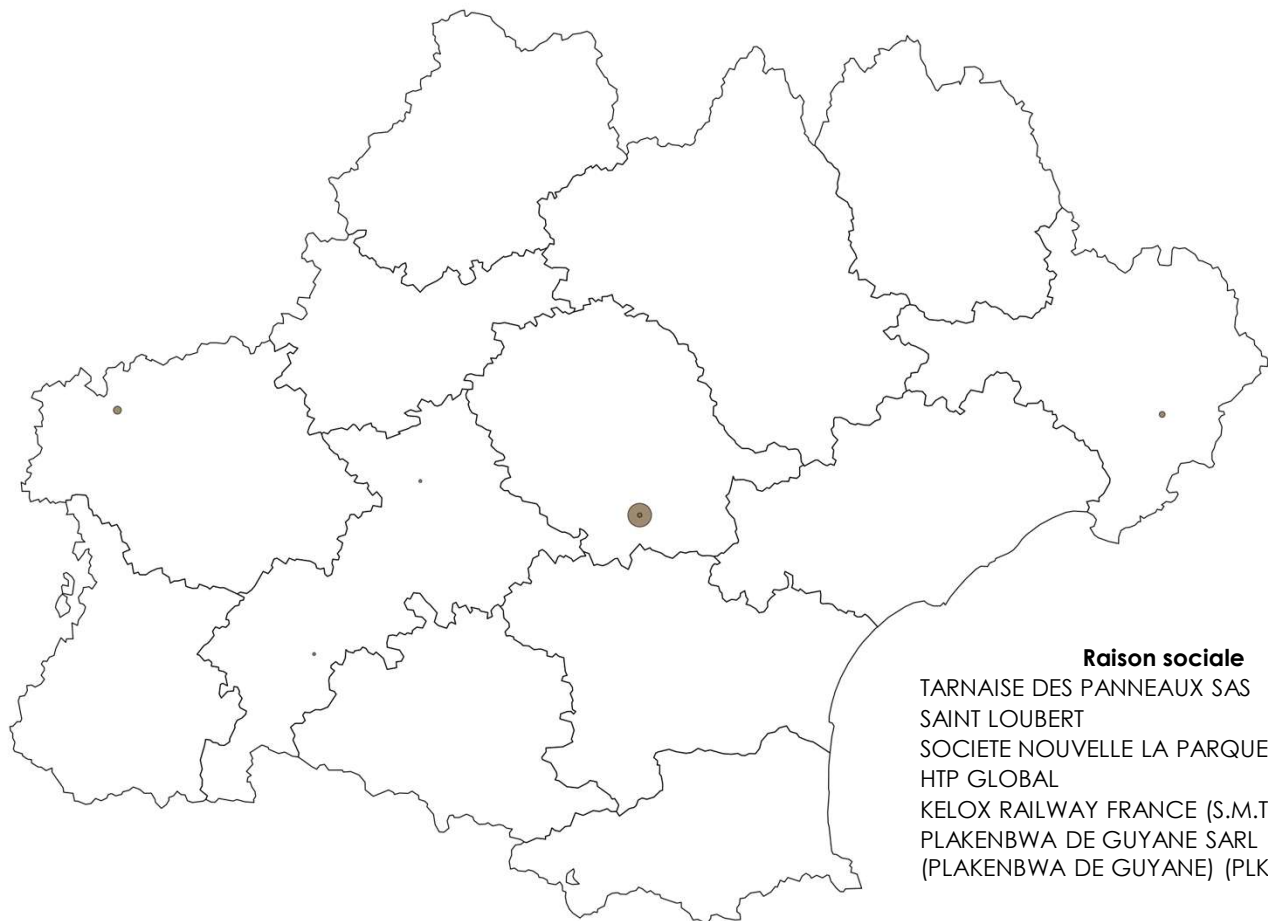 Raison sociale
TARNAISE DES PANNEAUX SAS
SAINT LOUBERT
SOCIETE NOUVELLE LA PARQUE
HTP GLOBAL
KELOX RAILWAY FRANCE (S.M.T
PLAKENBWA DE GUYANE SARL
(PLAKENBWA DE GUYANE) (PLK